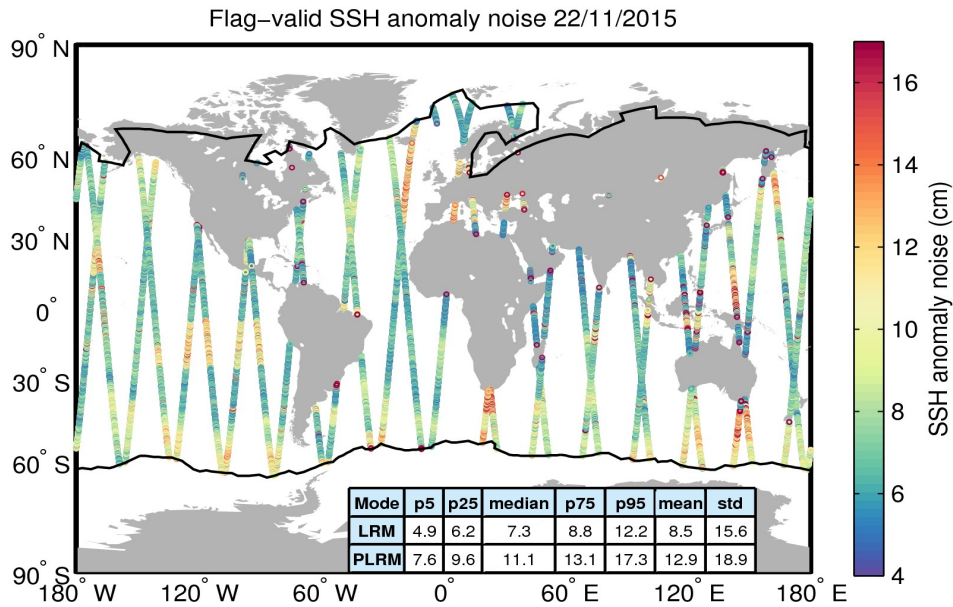 Flag−valid SSH anomaly noise 22/11/2015
90° N
60° N
30° N
0°
30° S
60° S
90° S
180° W
120° W
60° W
0°
60° E
120° E
180° E
16
14
12
10
8
6
4
SSH anomaly noise (cm)
Mode p5 p25 median p75 p95 mean std
LRM 4.9 6.2 7.3 8.8 12.2 8.5 15.6
PLRM 7.6 9.6 11.1 13.1 17.3 12.9 18.9